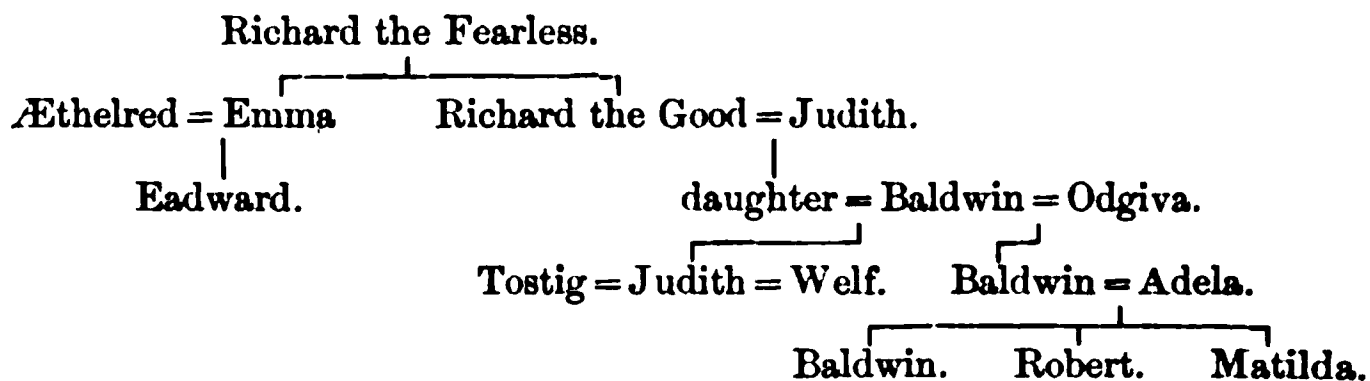 Richard the Fearless.
Æthelred = Emma Richard the Good = Judith.
Eadward. daughter = Baldwin = Odgiva.
Tostig = Judith = Welf. Baldwin = Adela.
Baldwin. Robert. Matilda.